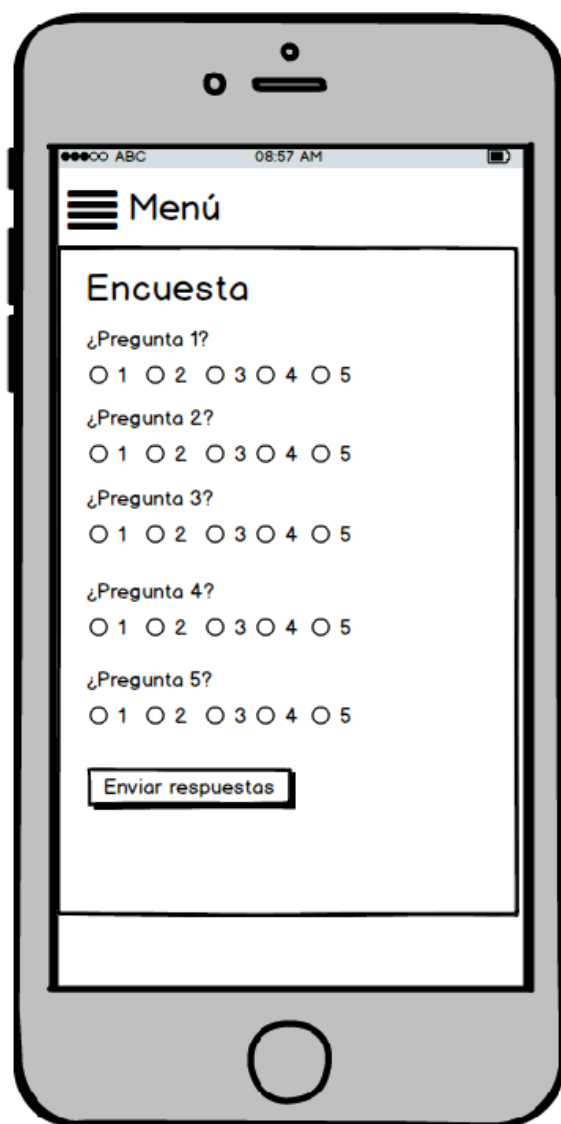 ABC 08:57 AM
Menú
Encuesta
¿Pregunta 1?
1 2 3 4 5
¿Pregunta 2?
1 2 3 4 5
¿Pregunta 3?
1 2 3 4 5
¿Pregunta 4?
1 2 3 4 5
¿Pregunta 5?
1 2 3 4 5
Enviar respuestas